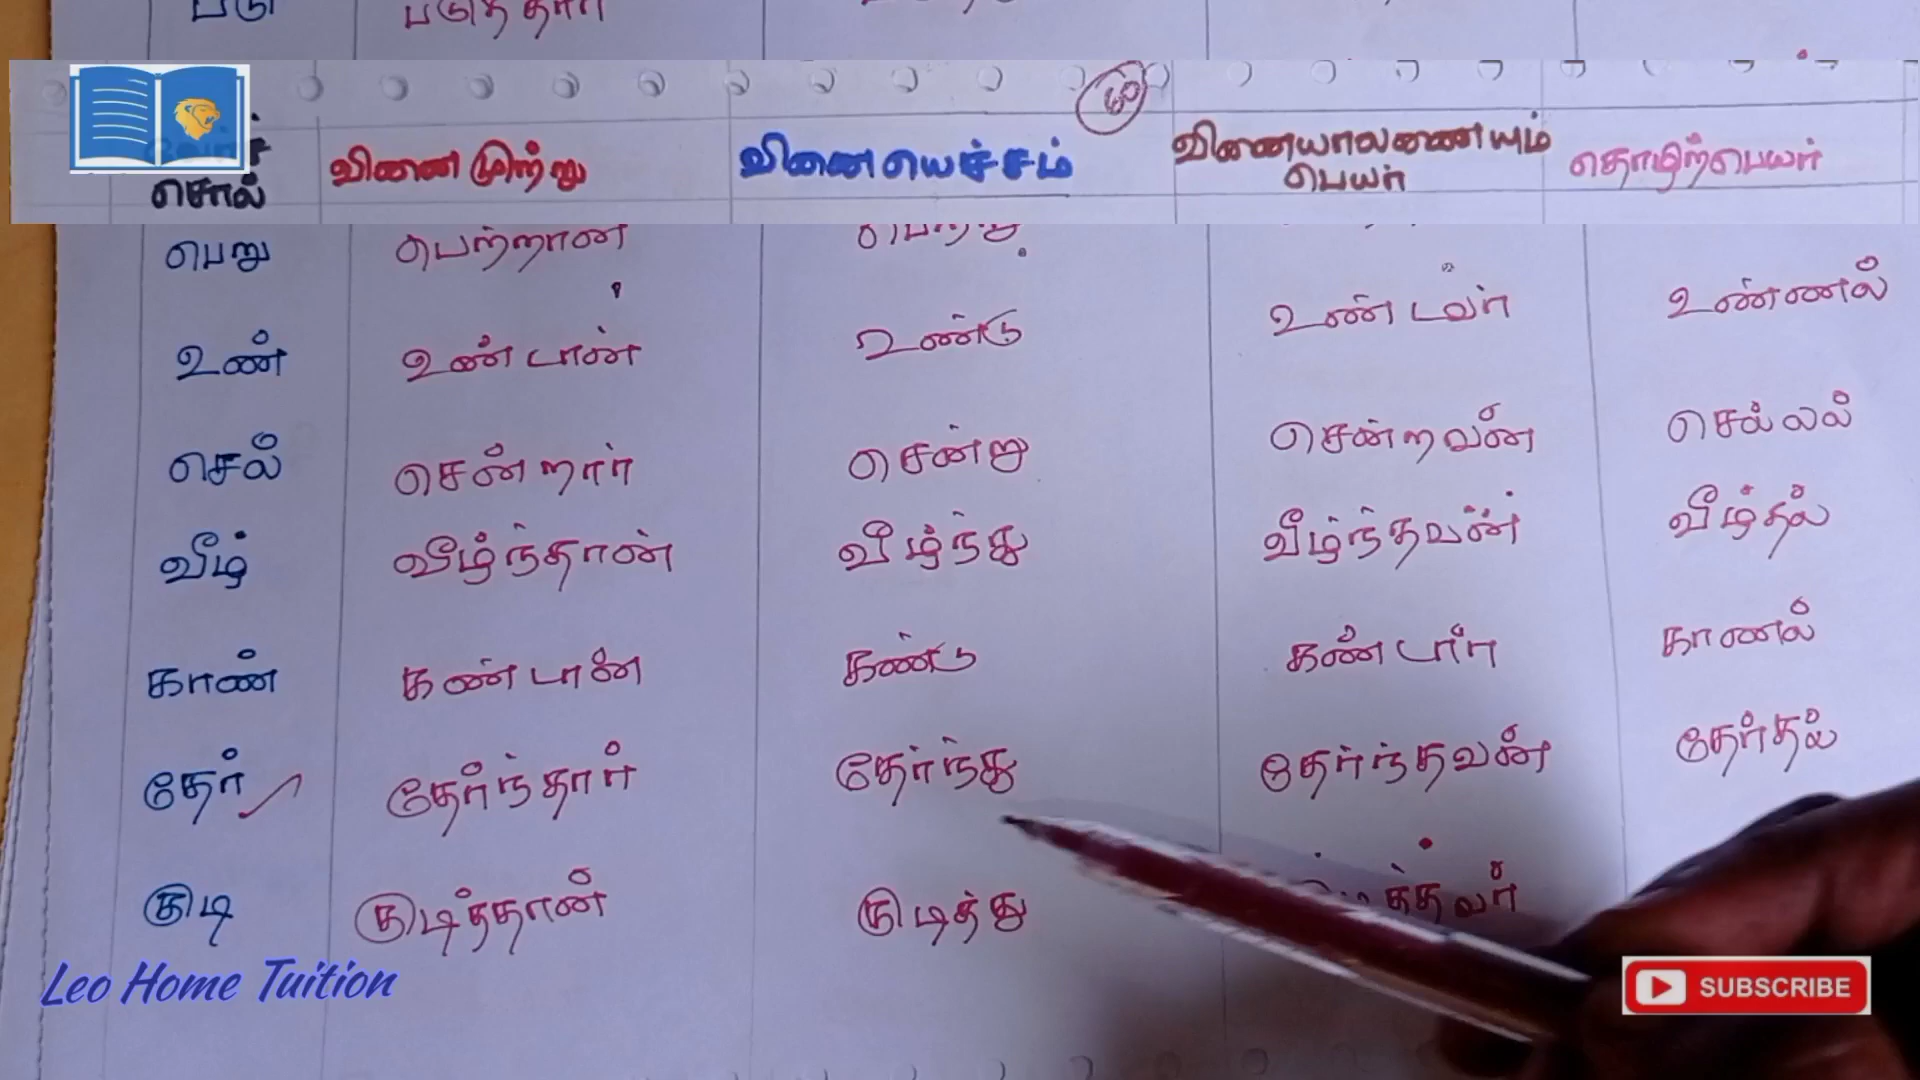 படு படுத்தார்
60
வேர்ச் சொல் வினைமுற்று வினையெச்சம் வினையாலணையும் பெயர் தொழிற்பெயர்
பெறு பெற்றான்
உண் உண்டான் உண்டு உண்டவர் உண்ணல்
செல் சென்றார் சென்று சென்றவன் செல்லல்
வீழ் வீழ்ந்தான் வீழ்ந்து வீழ்ந்தவன் வீழ்தல்
காண் கண்டான் கண்டு கண்டார் காணல்
தேர் தேர்ந்தார் தேர்ந்து தேர்ந்தவன் தேர்தல்
குடி குடித்தான் குடித்து
Leo Home Tuition
SUBSCRIBE